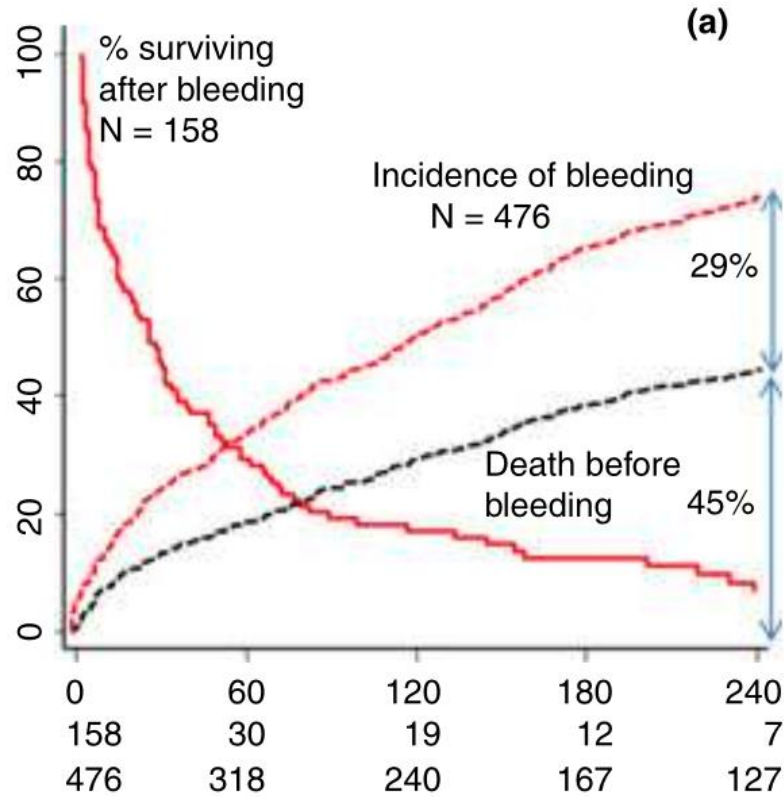 (a)
% surviving
after bleeding
N = 158
Incidence of bleeding
N = 476
29%
Death before
bleeding
45%
100
80
60
40
20
0
0 60 120 180 240
158 30 19 12 7
476 318 240 167 127